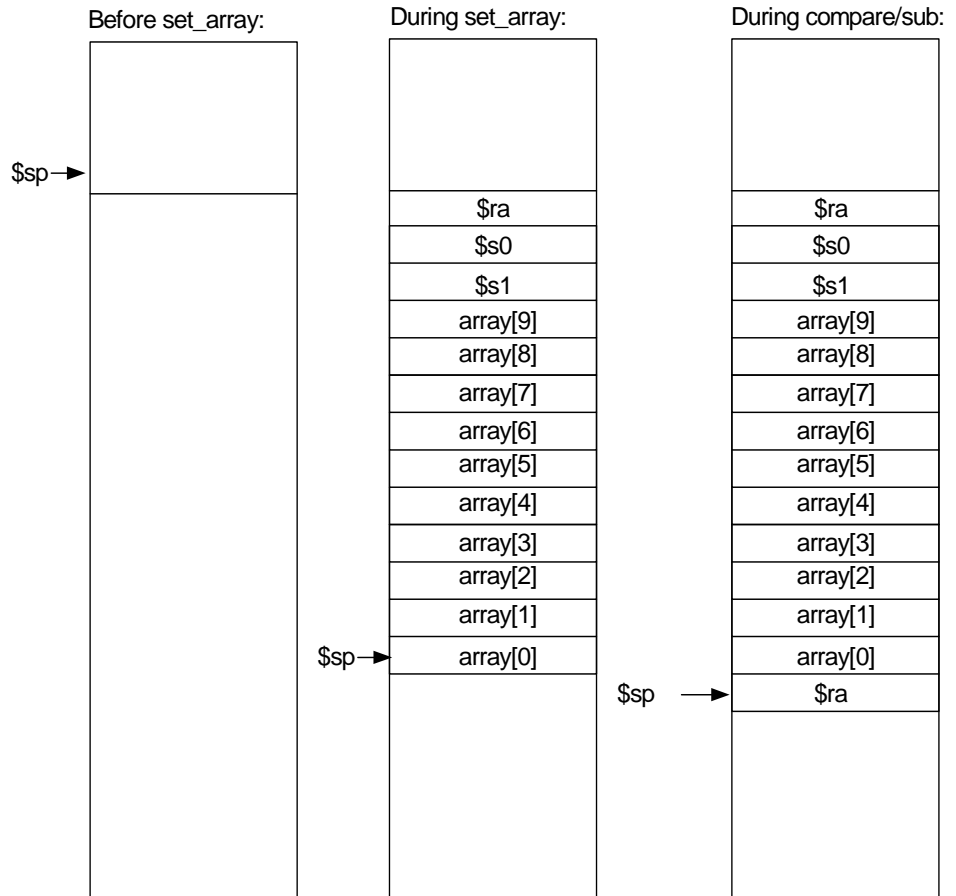 Before set_array:
During set_array:
During compare/sub:
$sp
$ra
$s0
$s1
array[9]
array[8]
array[7]
array[6]
array[5]
array[4]
array[3]
array[2]
array[1]
$sp
array[0]
$ra
$s0
$s1
array[9]
array[8]
array[7]
array[6]
array[5]
array[4]
array[3]
array[2]
array[1]
array[0]
$sp
$ra